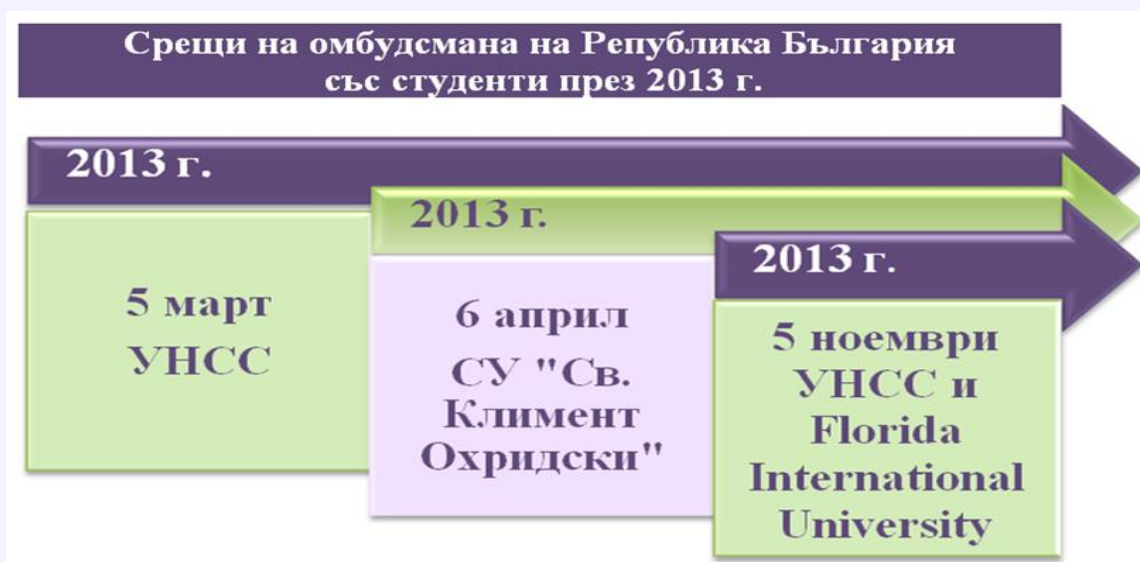 Срещи на омбудсмана на Република България
със студенти през 2013 г.
2013 г.
5 март
УНСС
2013 г.
6 април
СУ "Св.
Климент
Охридски"
2013 г.
5 ноември
УНСС и
Florida
International
University